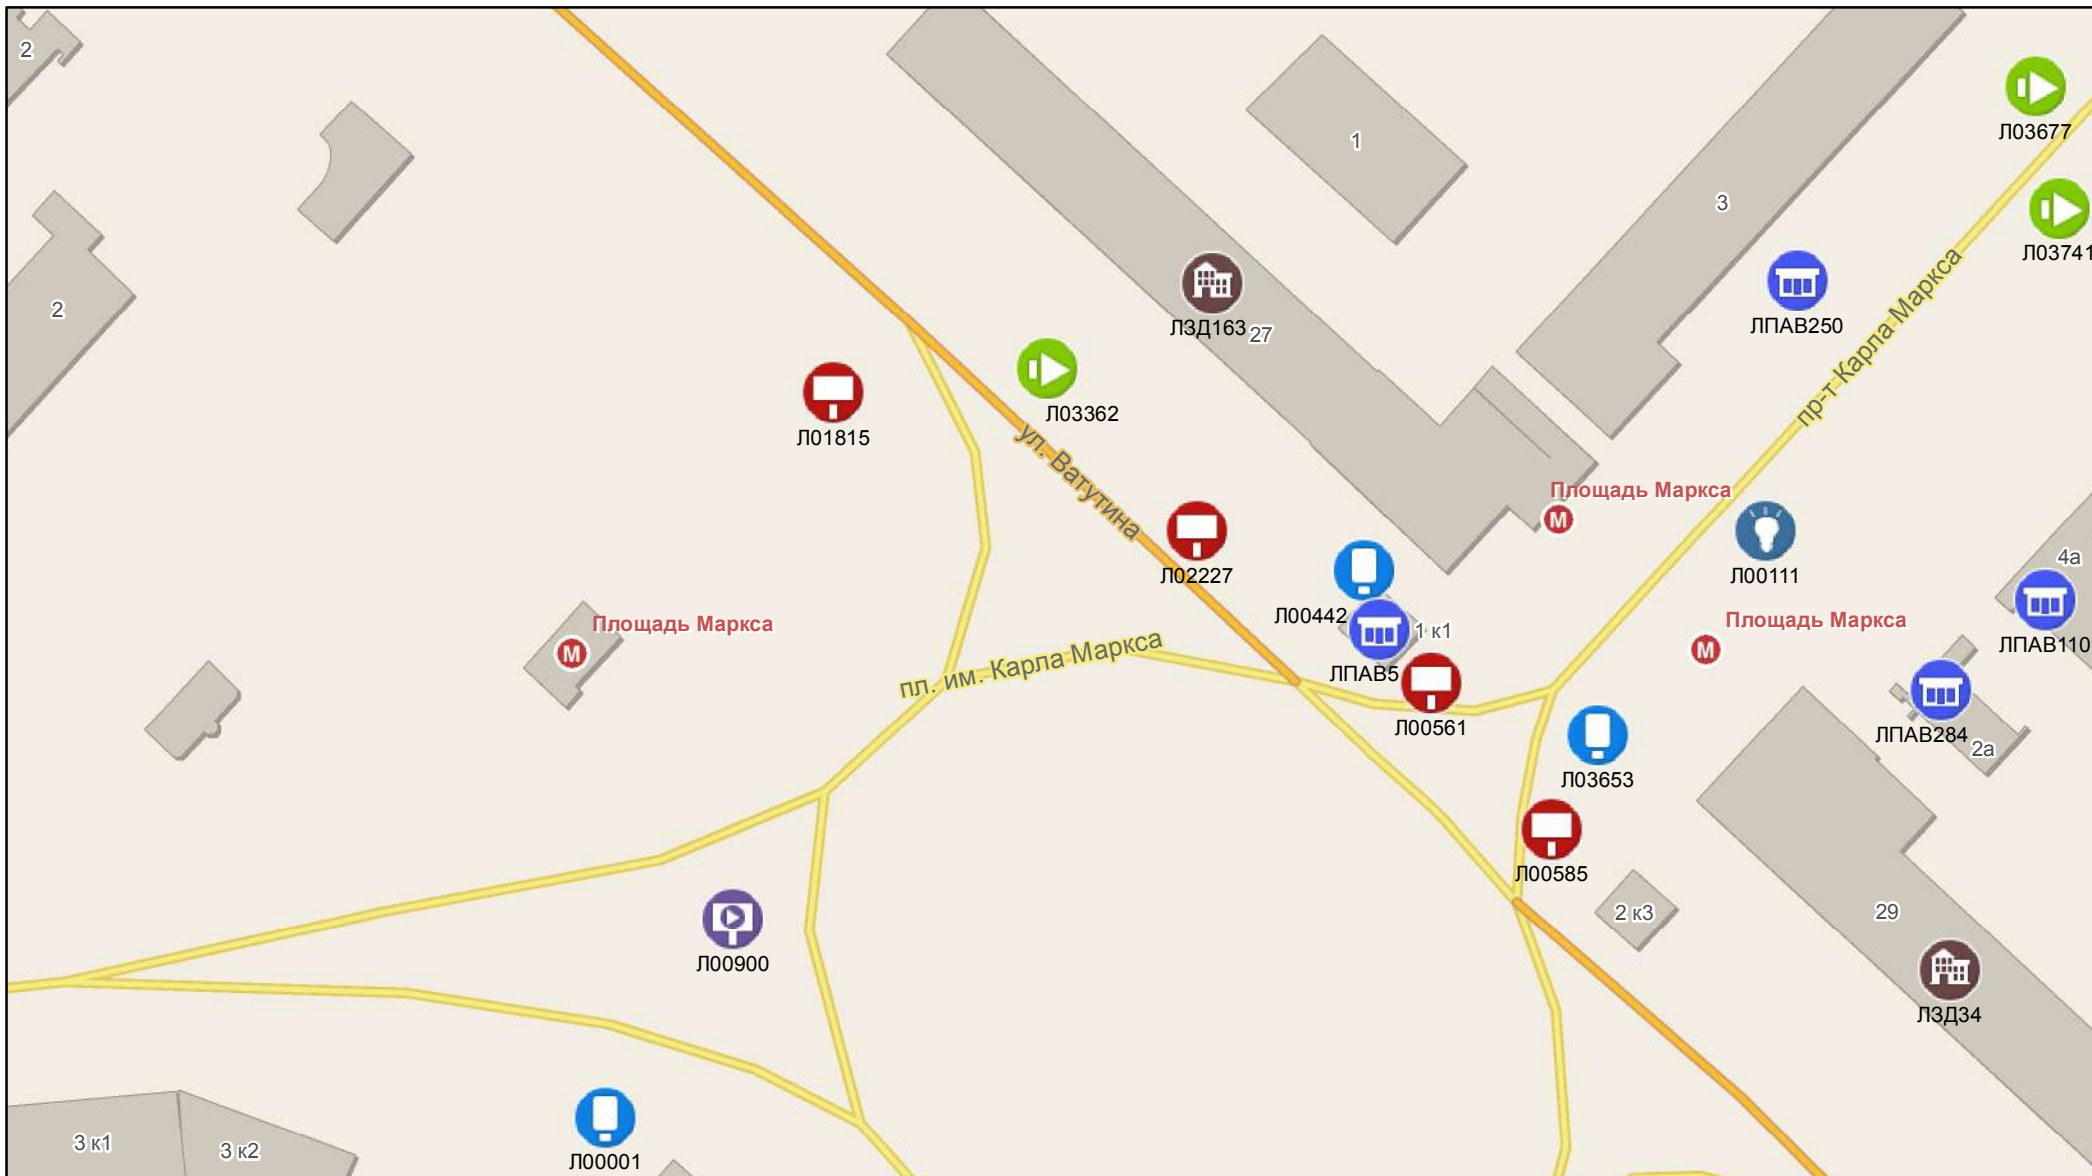 2
1
3
Л03677
2
Л03741
пр-т Карла Маркса
ЛЗД163
27
ЛПАВ250
Л01815
Л03362
ул. Ватутина
Площадь Маркса
М
Л02227
Л00111
4а
Л00442
1 к1
ЛПАВ5
Площадь Маркса
М
Площадь Маркса
М
ЛПАВ110
пл. им. Карла Маркса
Л00561
ЛПАВ284
2а
Л03653
Л00585
2 к3
29
Л00900
ЛЗД34
3 к1
3 к2
Л00001